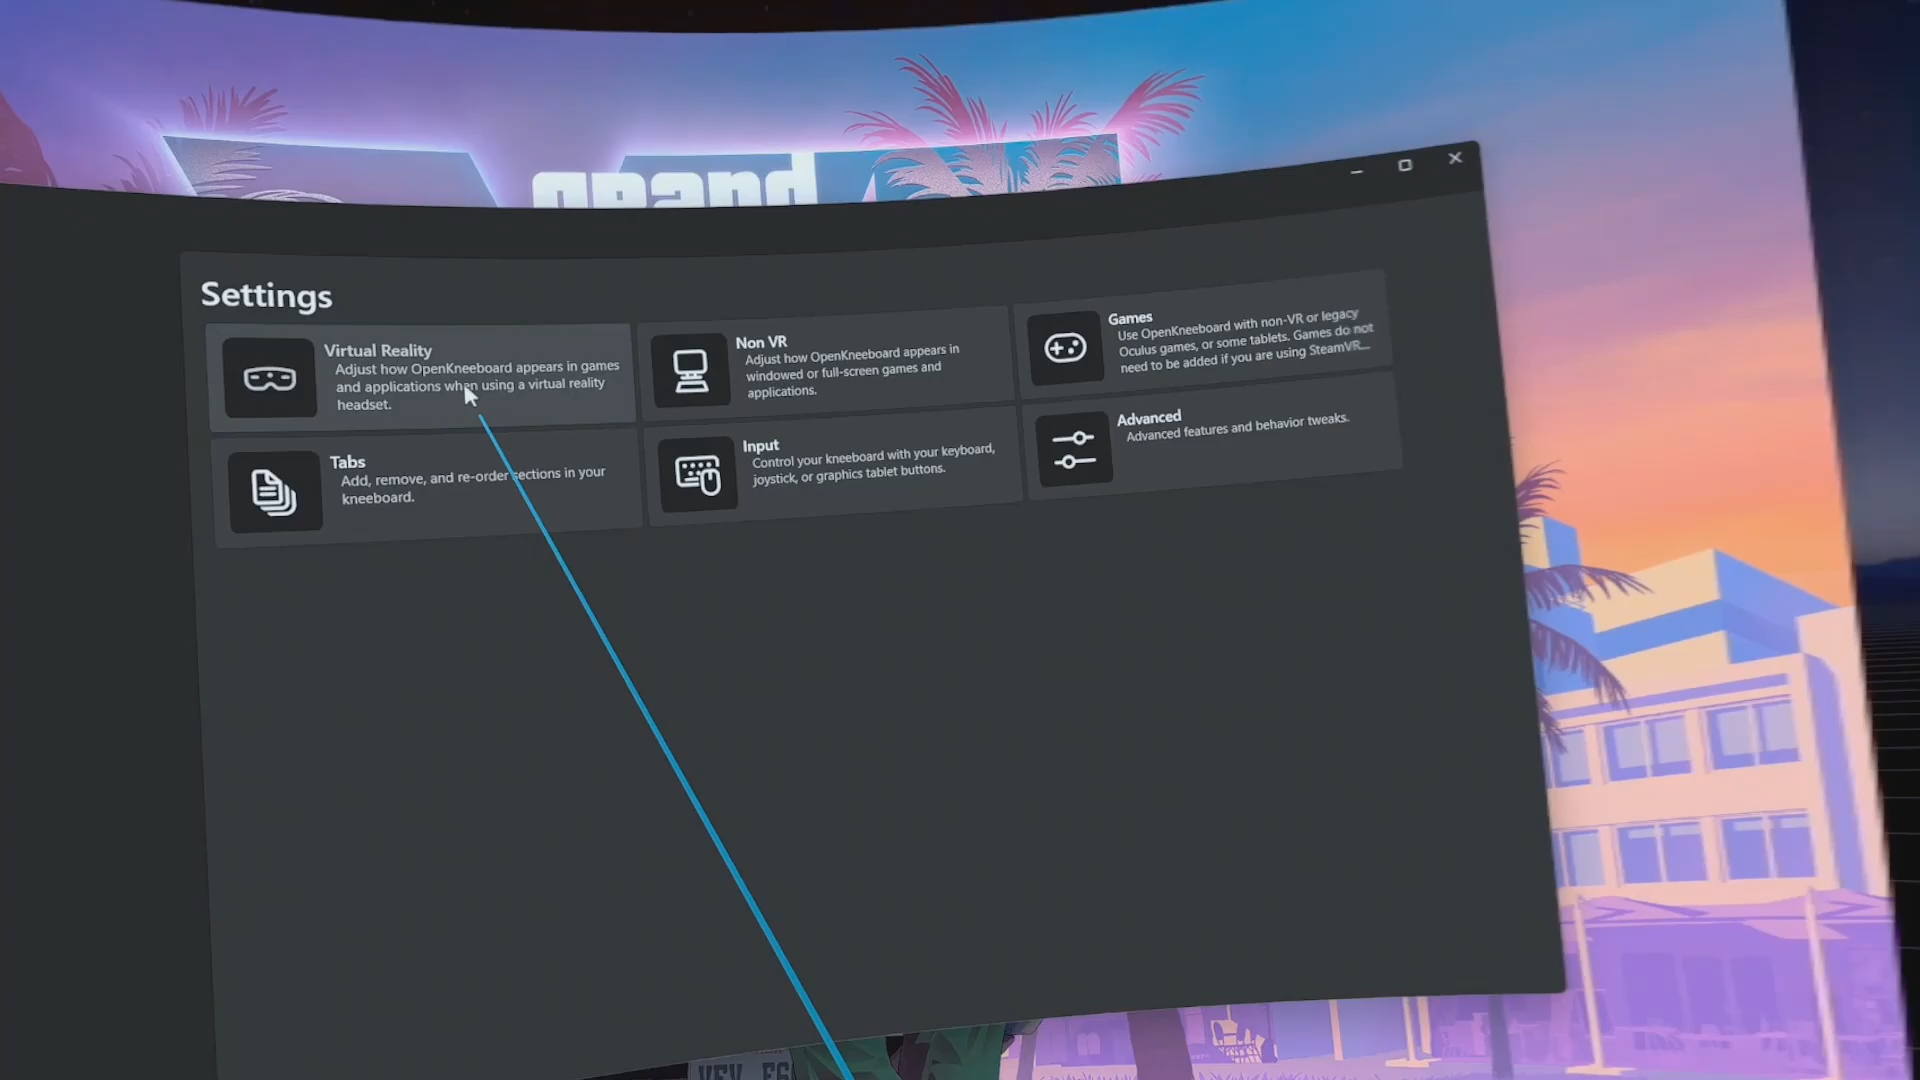 grand
Settings
Virtual Reality
Adjust how OpenKneeboard appears in games
and applications when using a virtual reality
headset.
Non VR
Adjust how OpenKneeboard appears in
windowed or full-screen games and
applications.
Games
Use OpenKneeboard with non-VR or legacy
Oculus games, or some tablets. Games do not
need to be added if you are using SteamVR...
Tabs
Add, remove, and re-order sections in your
kneeboard.
Input
Control your kneeboard with your keyboard,
joystick, or graphics tablet buttons.
Advanced
Advanced features and behavior tweaks.